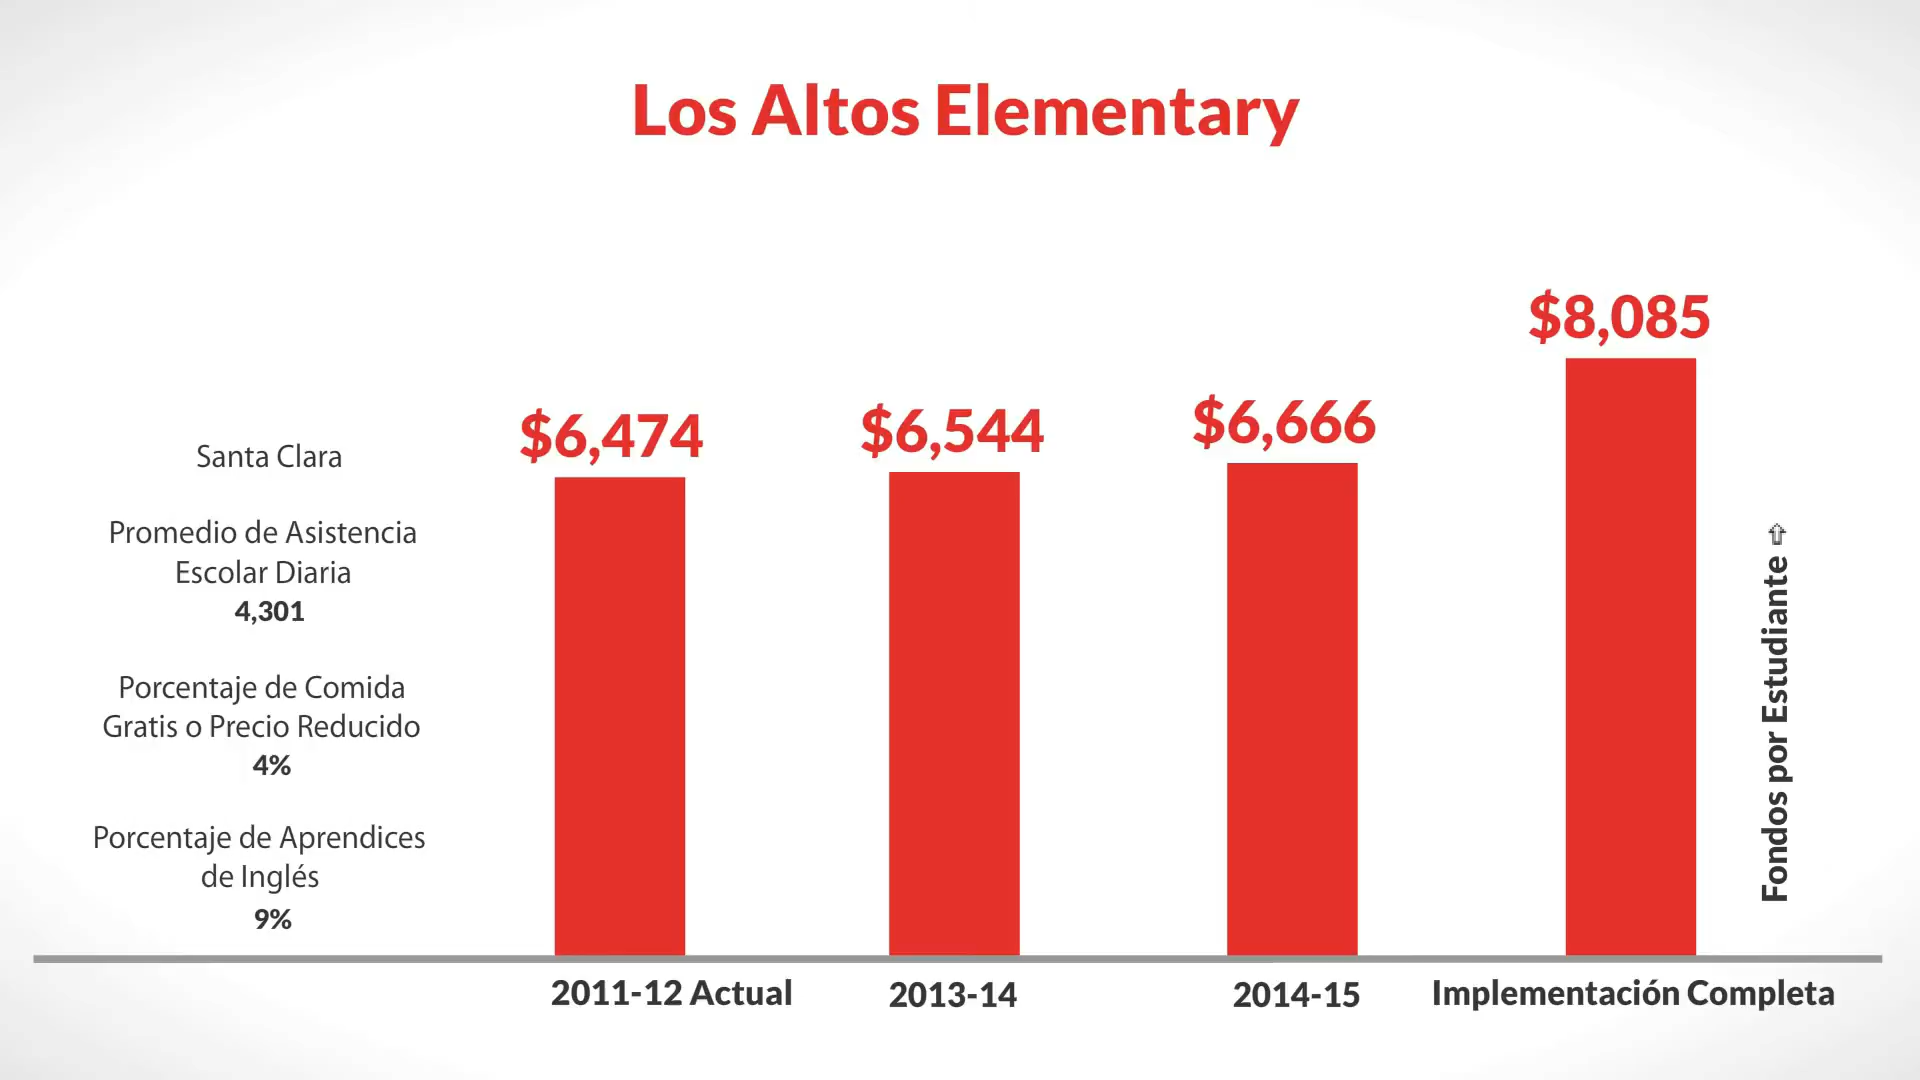 Los Altos Elementary
Santa Clara
Promedio de Asistencia
Escolar Diaria
4,301
Porcentaje de Comida
Gratis o Precio Reducido
4%
Porcentaje de Aprendices
de Inglés
9%
$6,474
$6,544
$6,666
$8,085
2011-12 Actual
2013-14
2014-15
Implementación Completa
Fondos por Estudiante ⇧